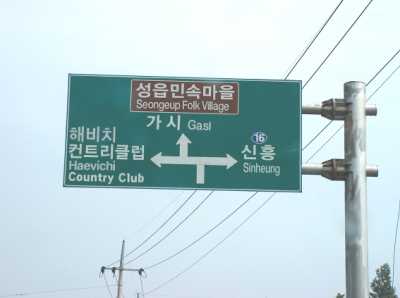 성읍민속마을
Seongeup Folk Village
가시 Gasi
해비치
컨트리클럽
Haevichi
Country Club
16
신흥
Sinheung